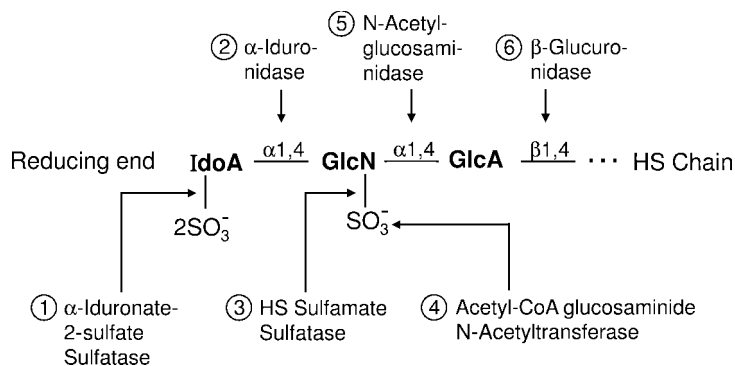 ⑤ N-Acetyl-
glucosami-
nidase
② α-Iduro-
nidase
⑥ β-Glucuro-
nidase
Reducing end IdoA α1,4 GlcN α1,4 GlcA β1,4 ··· HS Chain
2SO₃⁻ SO₃⁻
① α-Iduronate-
2-sulfate
Sulfatase
③ HS Sulfamate
Sulfatase
④ Acetyl-CoA glucosaminide
N-Acetyltransferase